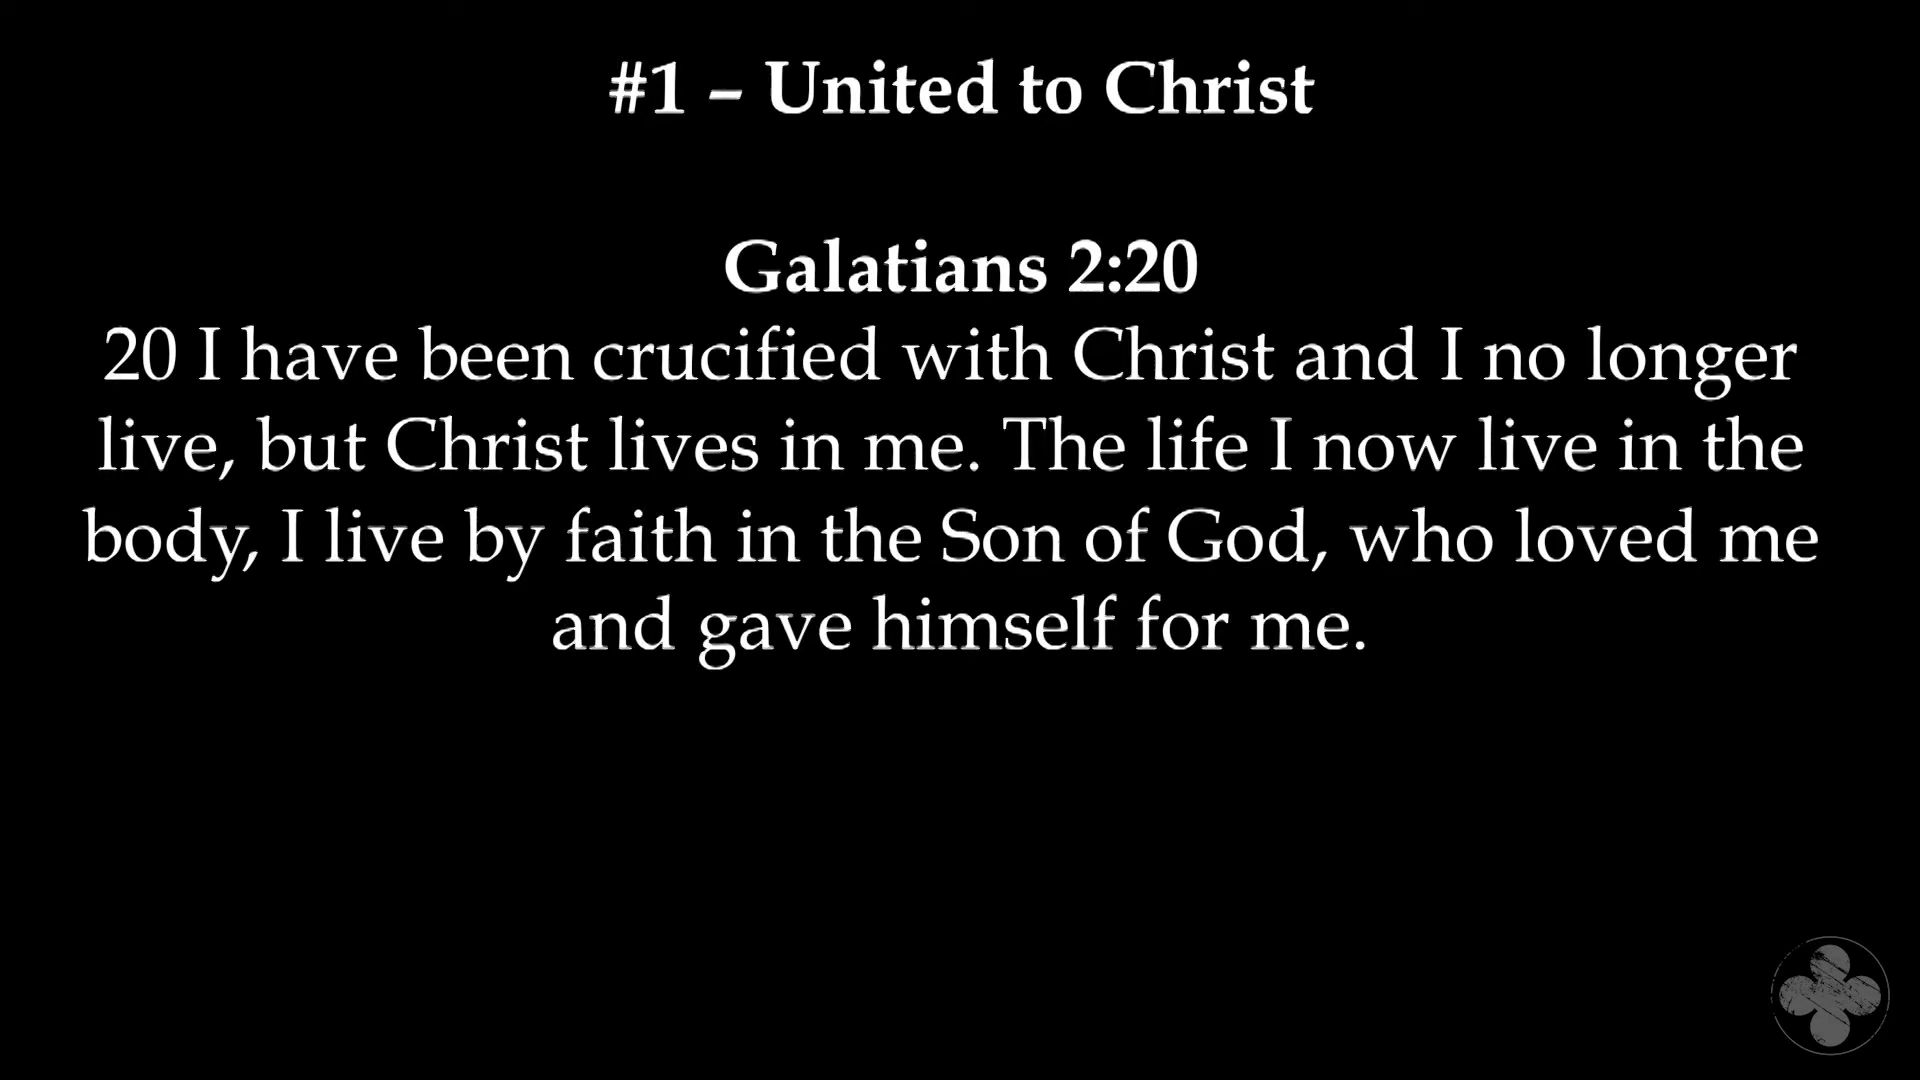 #1 – United to Christ
Galatians 2:20
20 I have been crucified with Christ and I no longer
live, but Christ lives in me. The life I now live in the
body, I live by faith in the Son of God, who loved me
and gave himself for me.